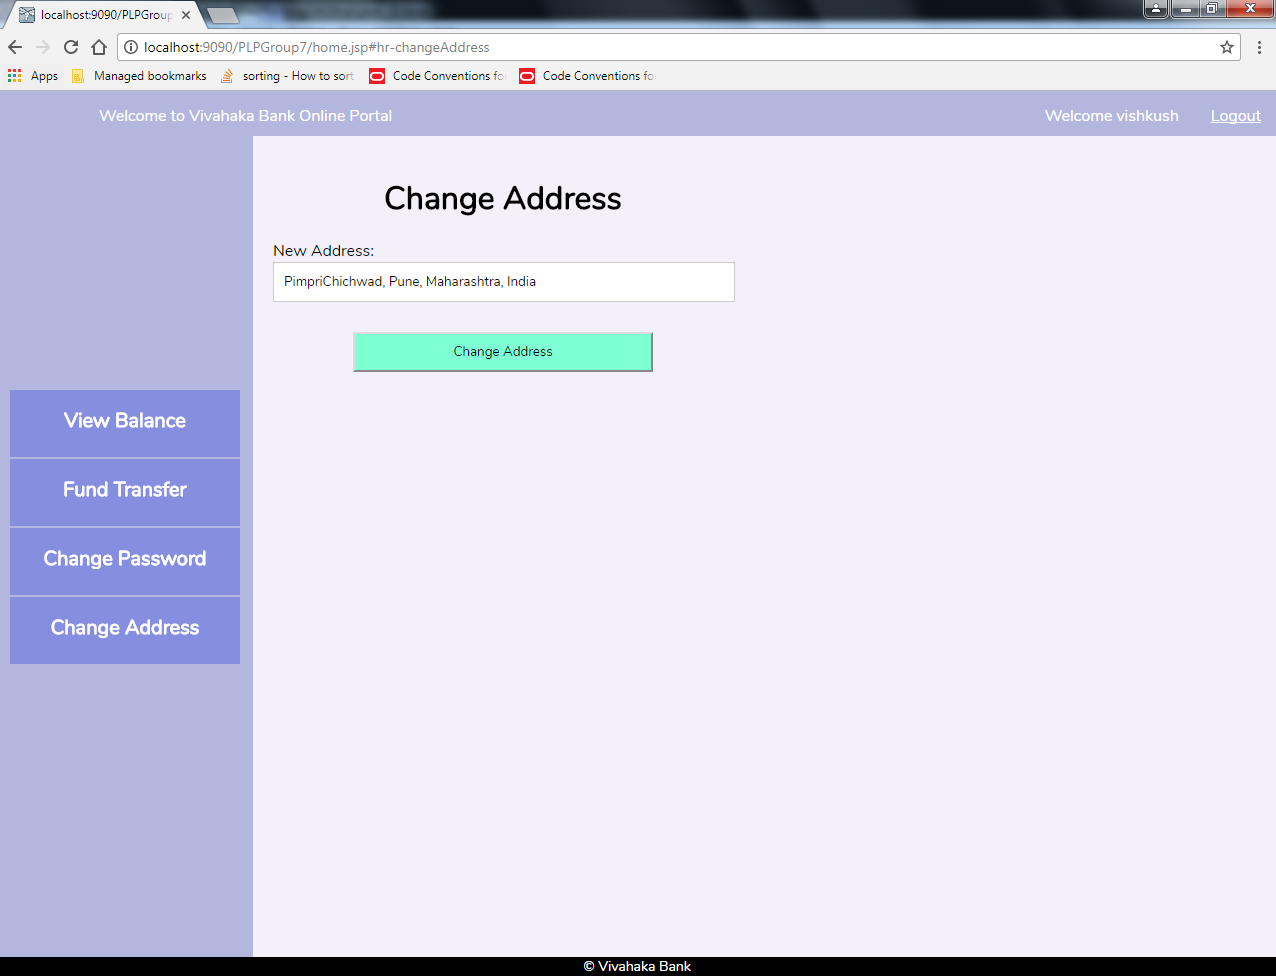 localhost:9090/PLPGroup
localhost:9090/PLPGroup7/home.jsp#hr-changeAddress
Apps Managed bookmarks sorting - How to sort Code Conventions fo Code Conventions fo
Welcome to Vivahaka Bank Online Portal Welcome vishkush Logout
Change Address
New Address:
PimpriChichwad, Pune, Maharashtra, India
Change Address
View Balance
Fund Transfer
Change Password
Change Address
© Vivahaka Bank